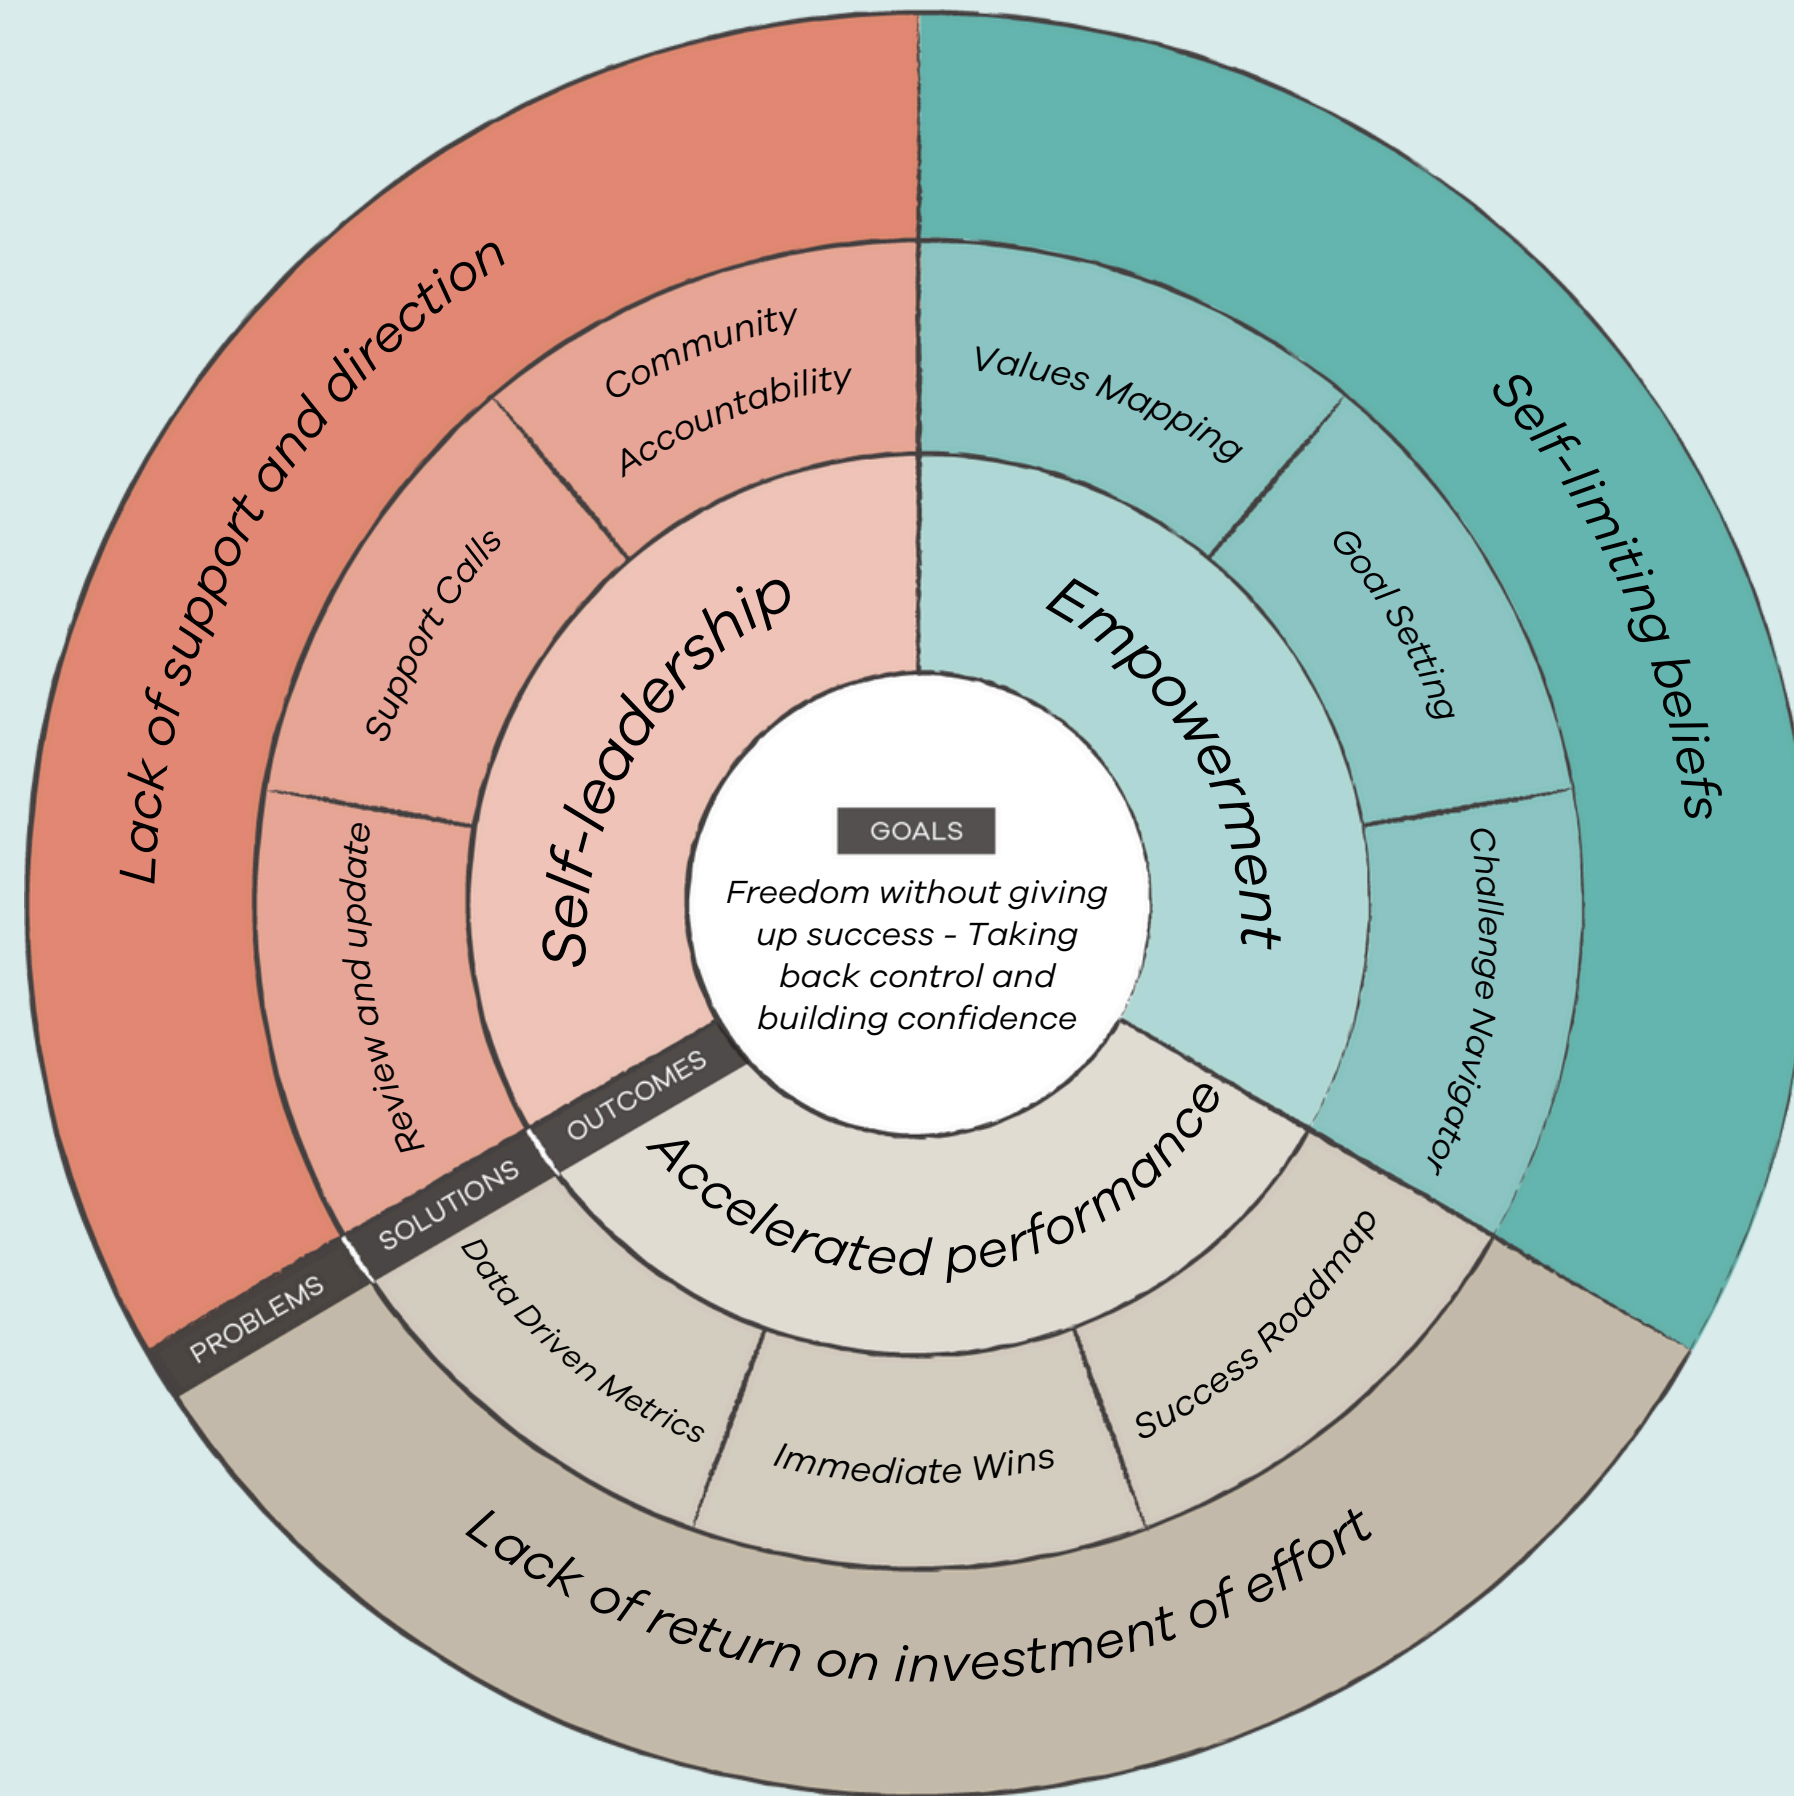 Lack of support and direction
Community
Accountability
Support Calls
Review and update
Self-leadership
Self-limiting beliefs
Values Mapping
Goal Setting
Challenge Navigator
Empowerment
GOALS
Freedom without giving
up success - Taking
back control and
building confidence
OUTCOMES
SOLUTIONS
PROBLEMS
Accelerated performance
Data Driven Metrics
Immediate Wins
Success Roadmap
Lack of return on investment of effort